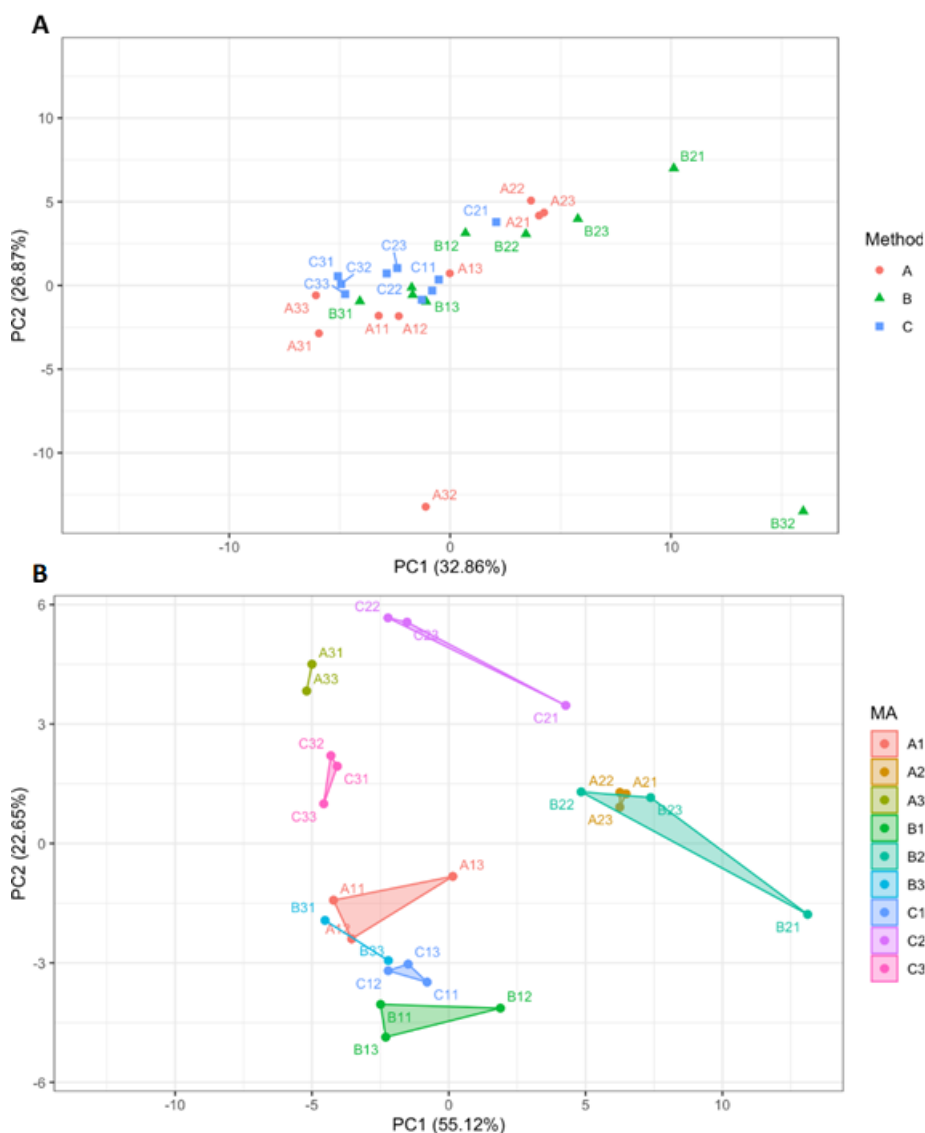 A
10
5
0
-5
-10
PC2 (26.87%)
B21
A22
A23
C21
A21
B23
B12
B22
C23
C31
C32
C11
A13
C33
C22
A33
B31
B13
A11
A12
A31
A32
B32
-10
0
10
PC1 (32.86%)
Method
A
B
C
B
6
3
0
-3
-6
PC2 (22.65%)
C22
C23
A31
A33
C21
C32
C31
C33
A22
A21
B22
B23
A23
A11
A13
B31
A12
B21
B33
C13
C12
C11
B12
B11
B13
-10
-5
0
5
10
PC1 (55.12%)
MA
A1
A2
A3
B1
B2
B3
C1
C2
C3